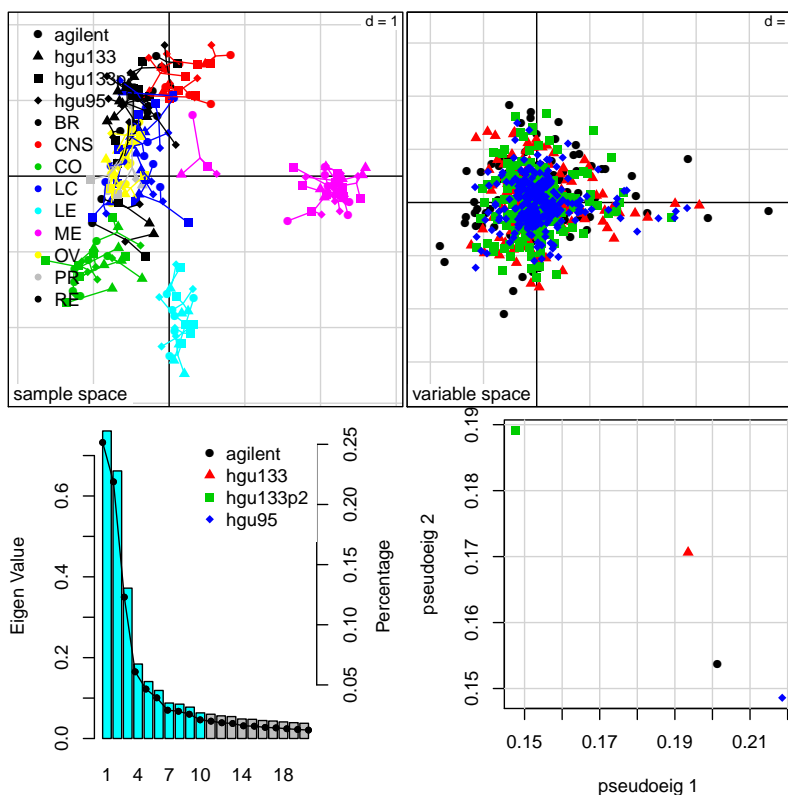 d = 1
agilent
hgu133
hgu133p2
hgu95
BR
CNS
CO
LC
LE
ME
OV
PR
RE
sample space
d =
variable space
Eigen Value
0.0
0.2
0.4
0.6
1 4 7 10 14 18
agilent
hgu133
hgu133p2
hgu95
Percentage
0.05
0.10
0.15
0.20
0.25
pseudoeig 2
0.15
0.16
0.17
0.18
0.19
0.15 0.17 0.19 0.21
pseudoeig 1